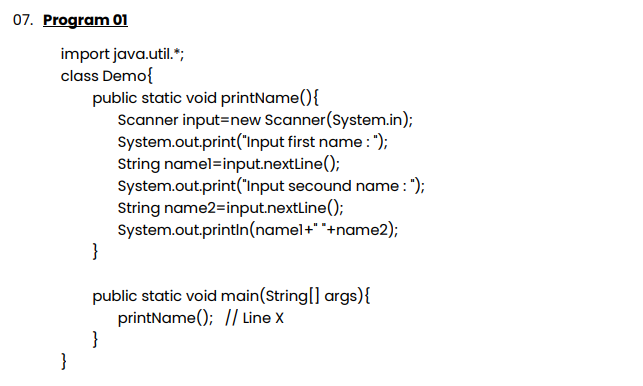 07. Program 01
import java.util.*;
class Demo{
public static void printName(){
Scanner input=new Scanner(System.in);
System.out.print("Input first name : ");
String name1=input.nextLine();
System.out.print("Input secound name : ");
String name2=input.nextLine();
System.out.println(name1+" "+name2);
}
public static void main(String[] args){
printName(); // Line X
}
}